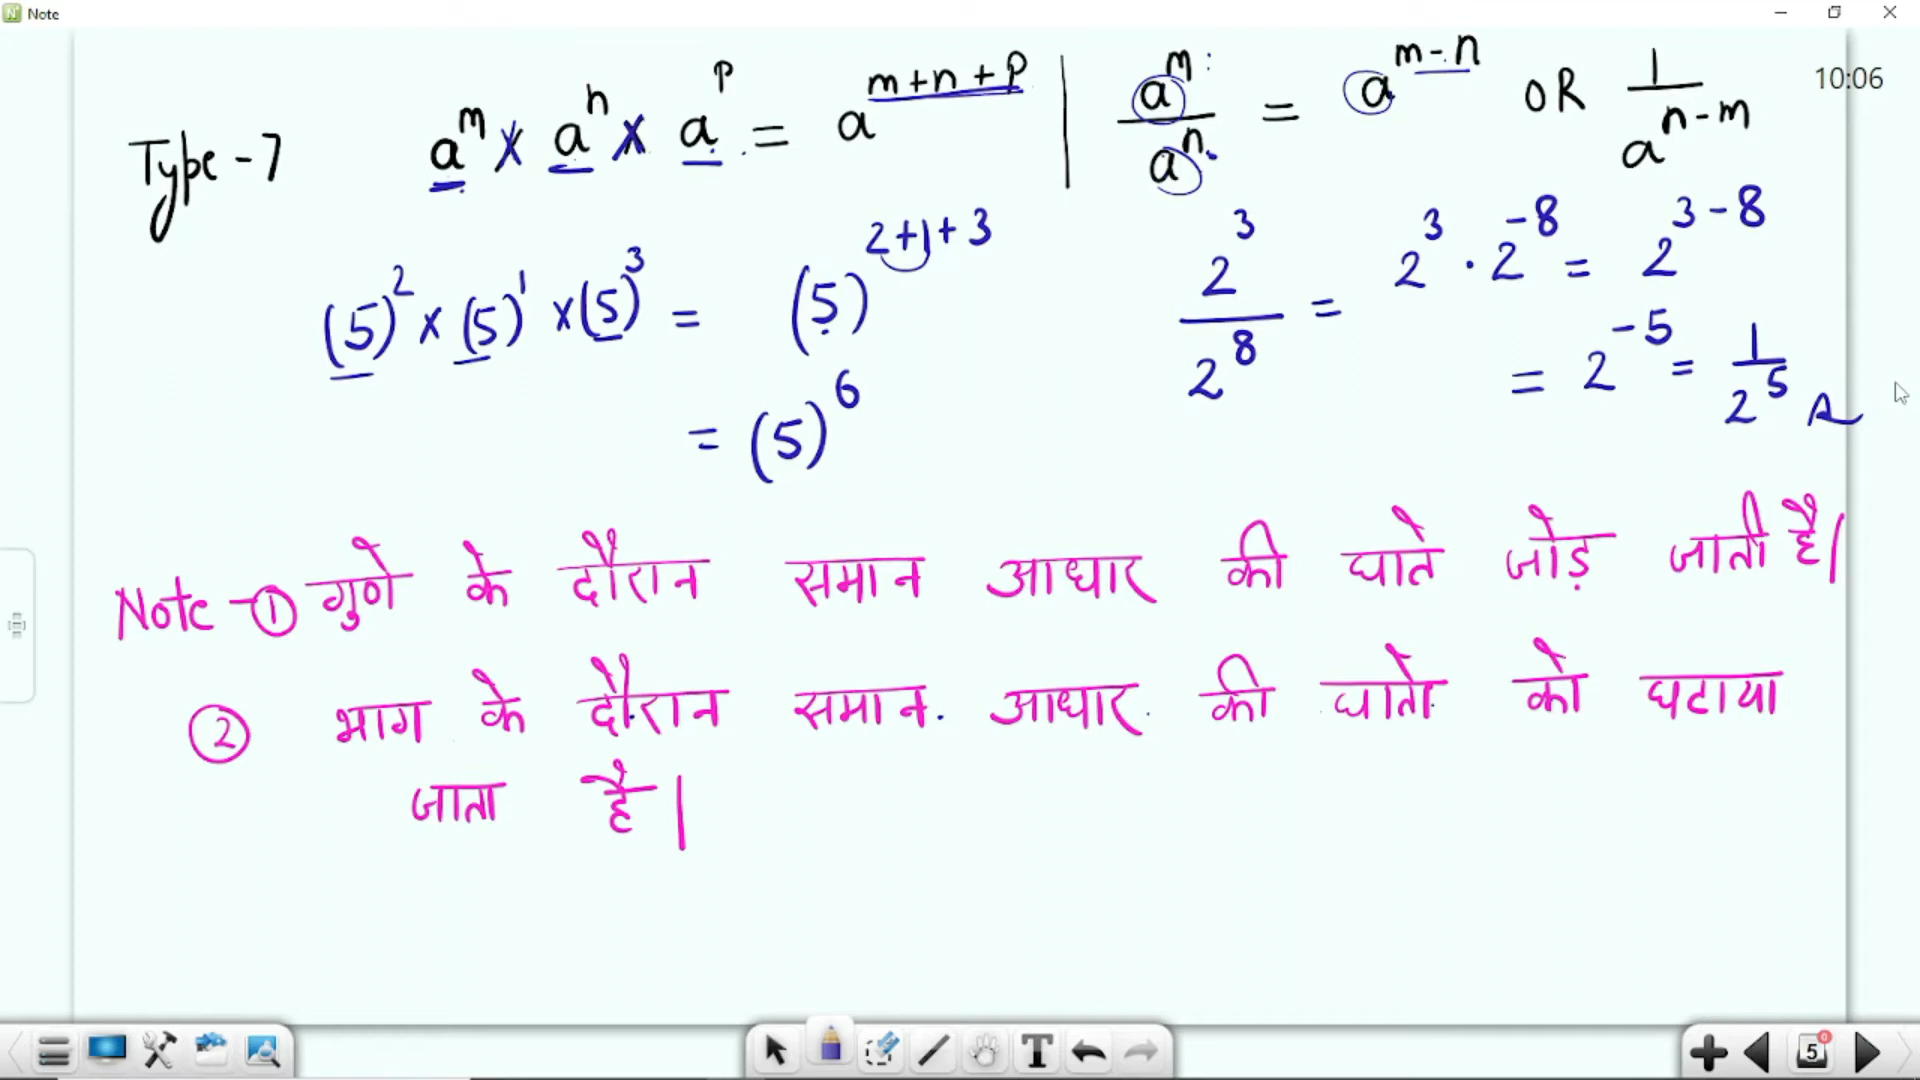 Note
10:06
Type-7 a^m × a^n × a^p = a^(m+n+p) | a^m/a^n = a^(m-n) OR 1/a^(n-m)
(5)^2 × (5)^1 × (5)^3 = (5)^(2+1+3)
= (5)^6
2^3/2^8 = 2^3 · 2^-8 = 2^(3-8)
= 2^-5 = 1/2^5
Note - ① गुणे के दौरान समान आधार की घाते जोड़ जाती है।
② भाग के दौरान समान आधार की घातो को घटाया
जाता है।
T
5
0